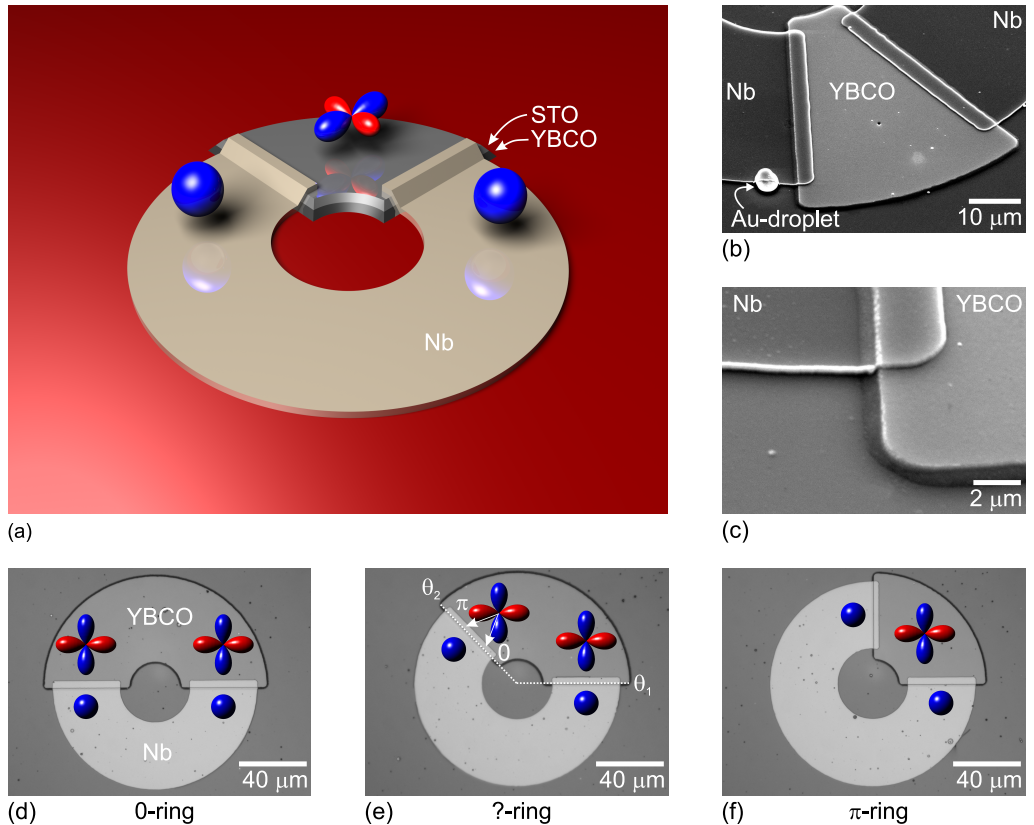 STO
YBCO
Nb
(a)
Nb
Nb
YBCO
Au-droplet
10 μm
(b)
Nb
YBCO
2 μm
(c)
YBCO
Nb
40 μm
(d) 0-ring
θ2
π
0
θ1
40 μm
(e) ?-ring
40 μm
(f) π-ring